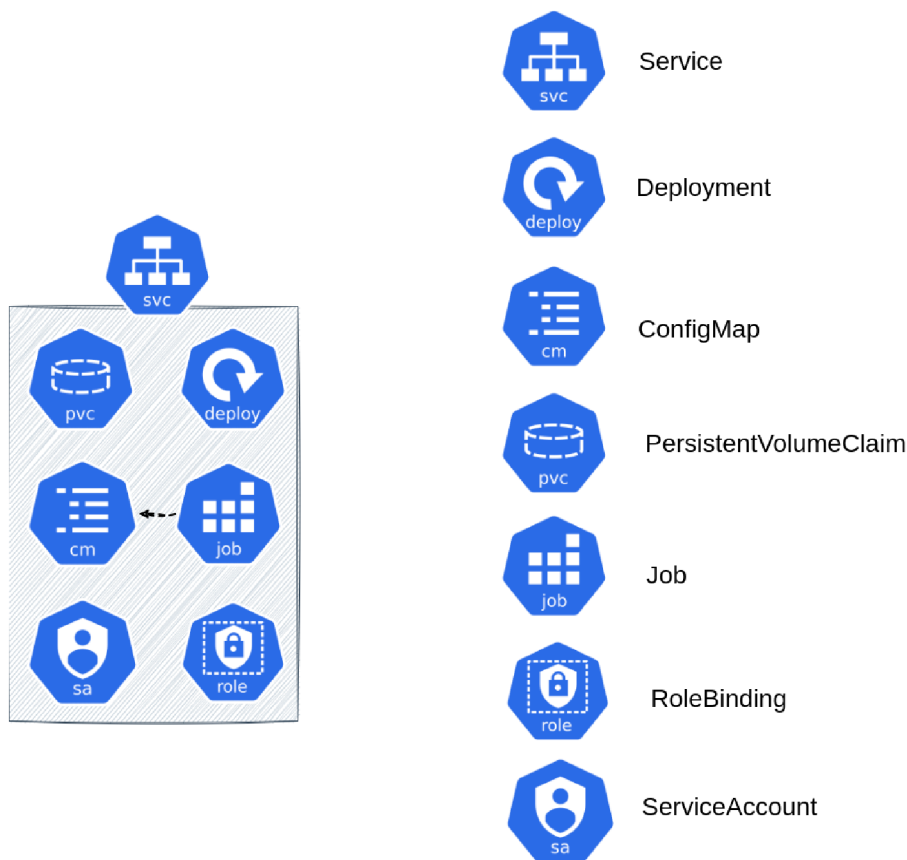 svc
Service
deploy
Deployment
svc
cm
ConfigMap
pvc
deploy
pvc
PersistentVolumeClaim
cm
job
job
Job
sa
role
role
RoleBinding
sa
ServiceAccount